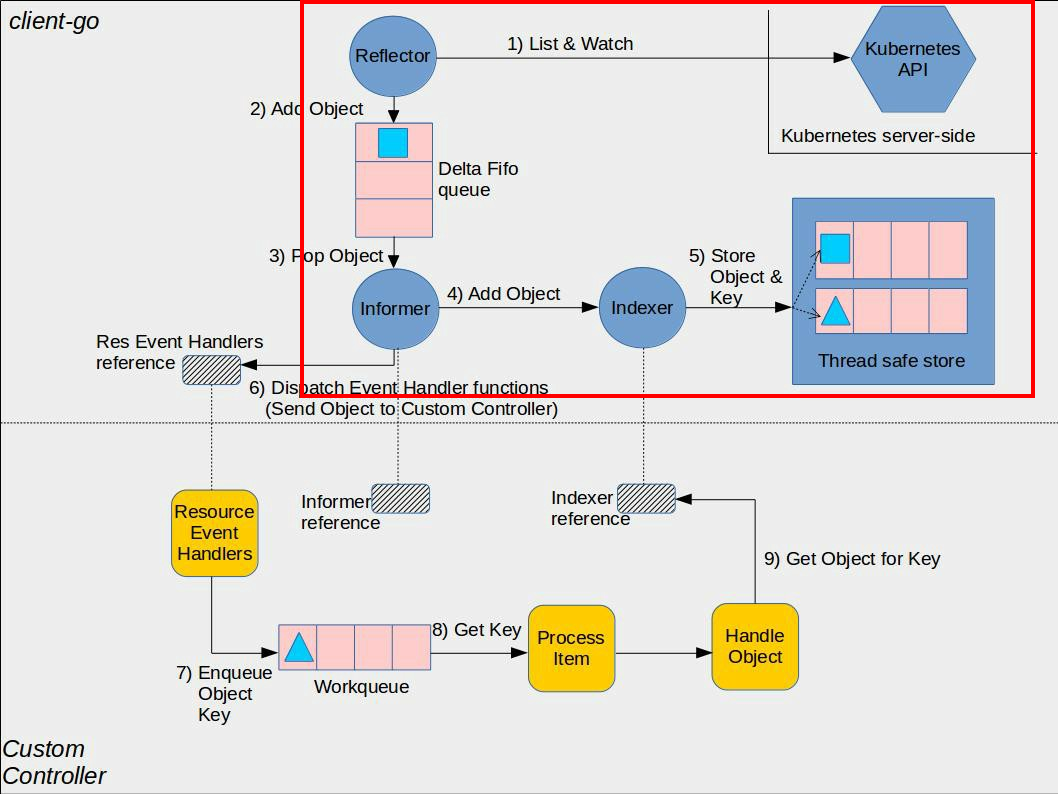 client-go
Reflector
1) List & Watch
Kubernetes
API
Kubernetes server-side
2) Add Object
Delta Fifo
queue
3) Pop Object
Informer
4) Add Object
Indexer
5) Store
Object &
Key
Thread safe store
Res Event Handlers
reference
6) Dispatch Event Handler functions
(Send Object to Custom Controller)
Resource
Event
Handlers
Informer
reference
Indexer
reference
9) Get Object for Key
7) Enqueue
Object
Key
Workqueue
8) Get Key
Process
Item
Handle
Object
Custom
Controller